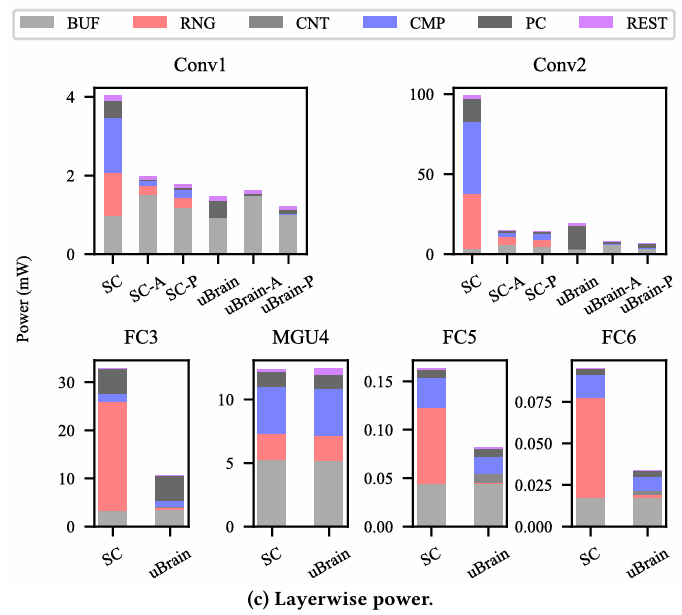 BUF RNG CNT CMP PC REST
Conv1 Conv2
4
2
0
SC SC-A SC-P uBrain uBrain-A uBrain-P
100
50
0
SC SC-A SC-P uBrain uBrain-A uBrain-P
Power (mW)
FC3 MGU4 FC5 FC6
30
20
10
0
SC uBrain
10
5
0
SC uBrain
0.15
0.10
0.05
0.00
SC uBrain
0.075
0.050
0.025
0.000
SC uBrain
(c) Layerwise power.